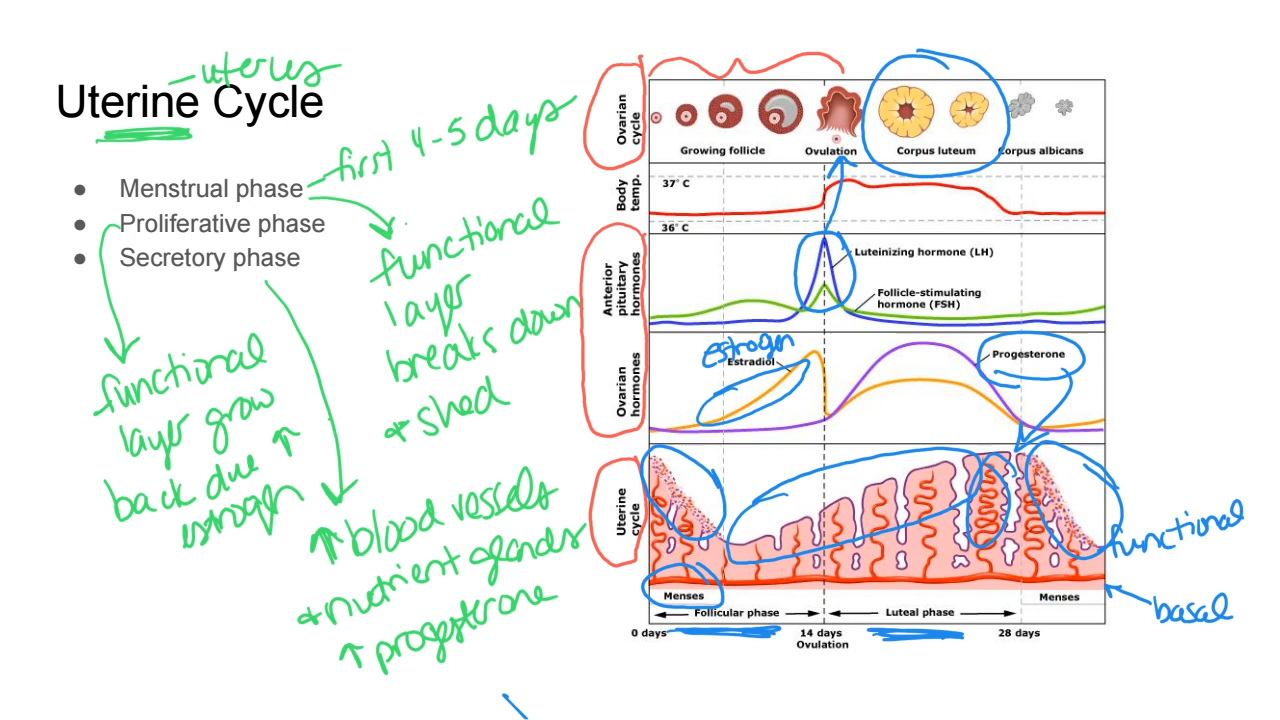 – uterus
Uterine Cycle
● Menstrual phase
● Proliferative phase
● Secretory phase
first 4-5 days
functional
layer
breaks down
+ shed
functional
layer grow
back due ↑
estrogen
↑ blood vessels
+ nutrient glands
↑ progesterone
Ovarian
cycle
Growing follicle
Ovulation
Corpus luteum
Corpus albicans
Body
temp.
37° C
36° C
Anterior
pituitary
hormones
Luteinizing hormone (LH)
Follicle-stimulating
hormone (FSH)
Ovarian
hormones
Estrogen
Estradiol
Progesterone
Uterine
cycle
functional
basal
Menses
Menses
Follicular phase
Luteal phase
0 days
14 days
28 days
Ovulation